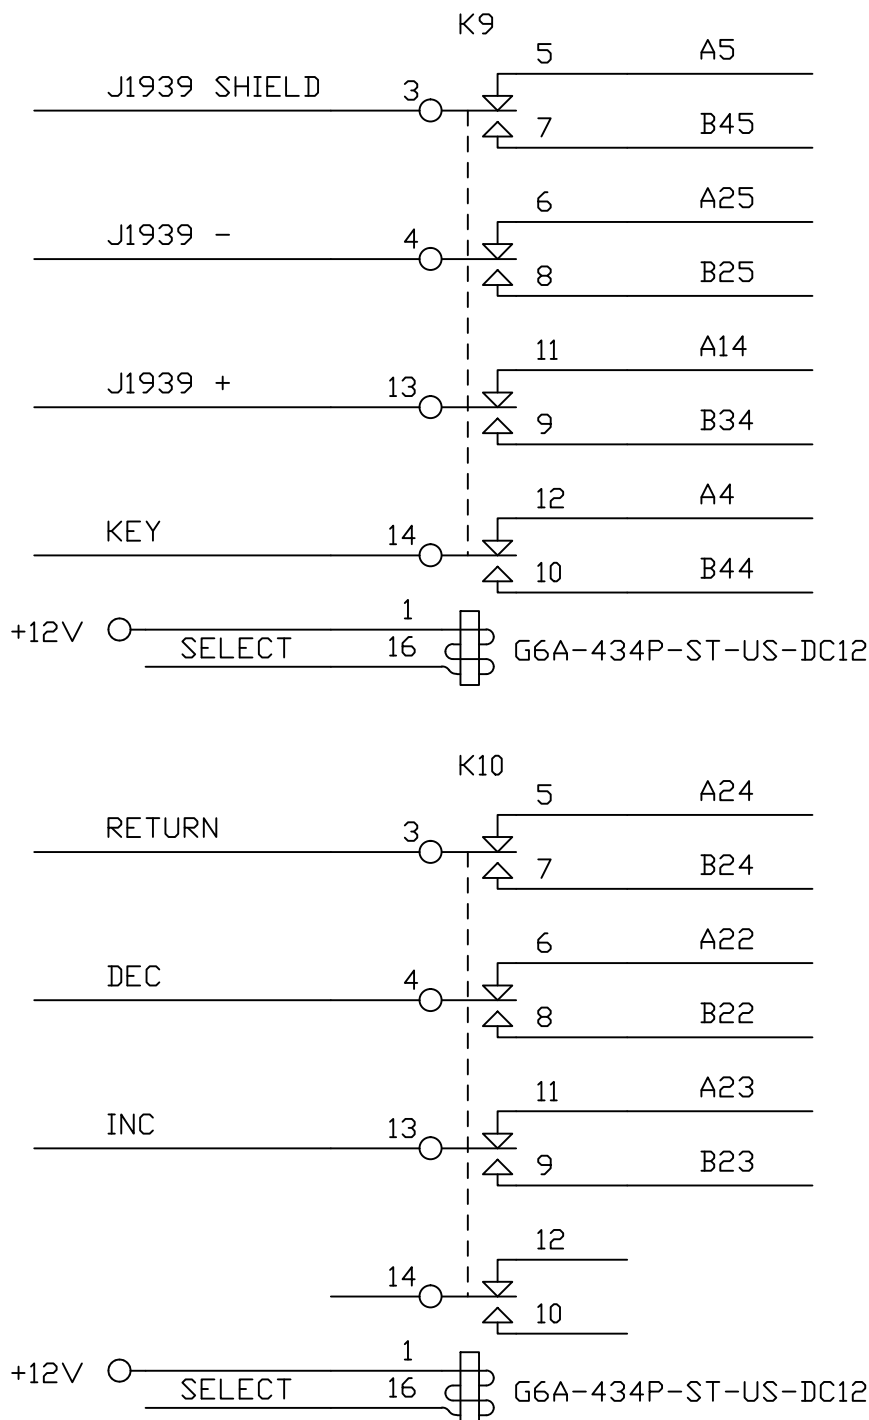 K9
5 A5
J1939 SHIELD 3
7 B45
6 A25
J1939 - 4
8 B25
11 A14
J1939 + 13
9 B34
12 A4
KEY 14
10 B44
1
+12V
SELECT 16 G6A-434P-ST-US-DC12
K10
5 A24
RETURN 3
7 B24
6 A22
DEC 4
8 B22
11 A23
INC 13
9 B23
12
14
10
1
+12V
SELECT 16 G6A-434P-ST-US-DC12